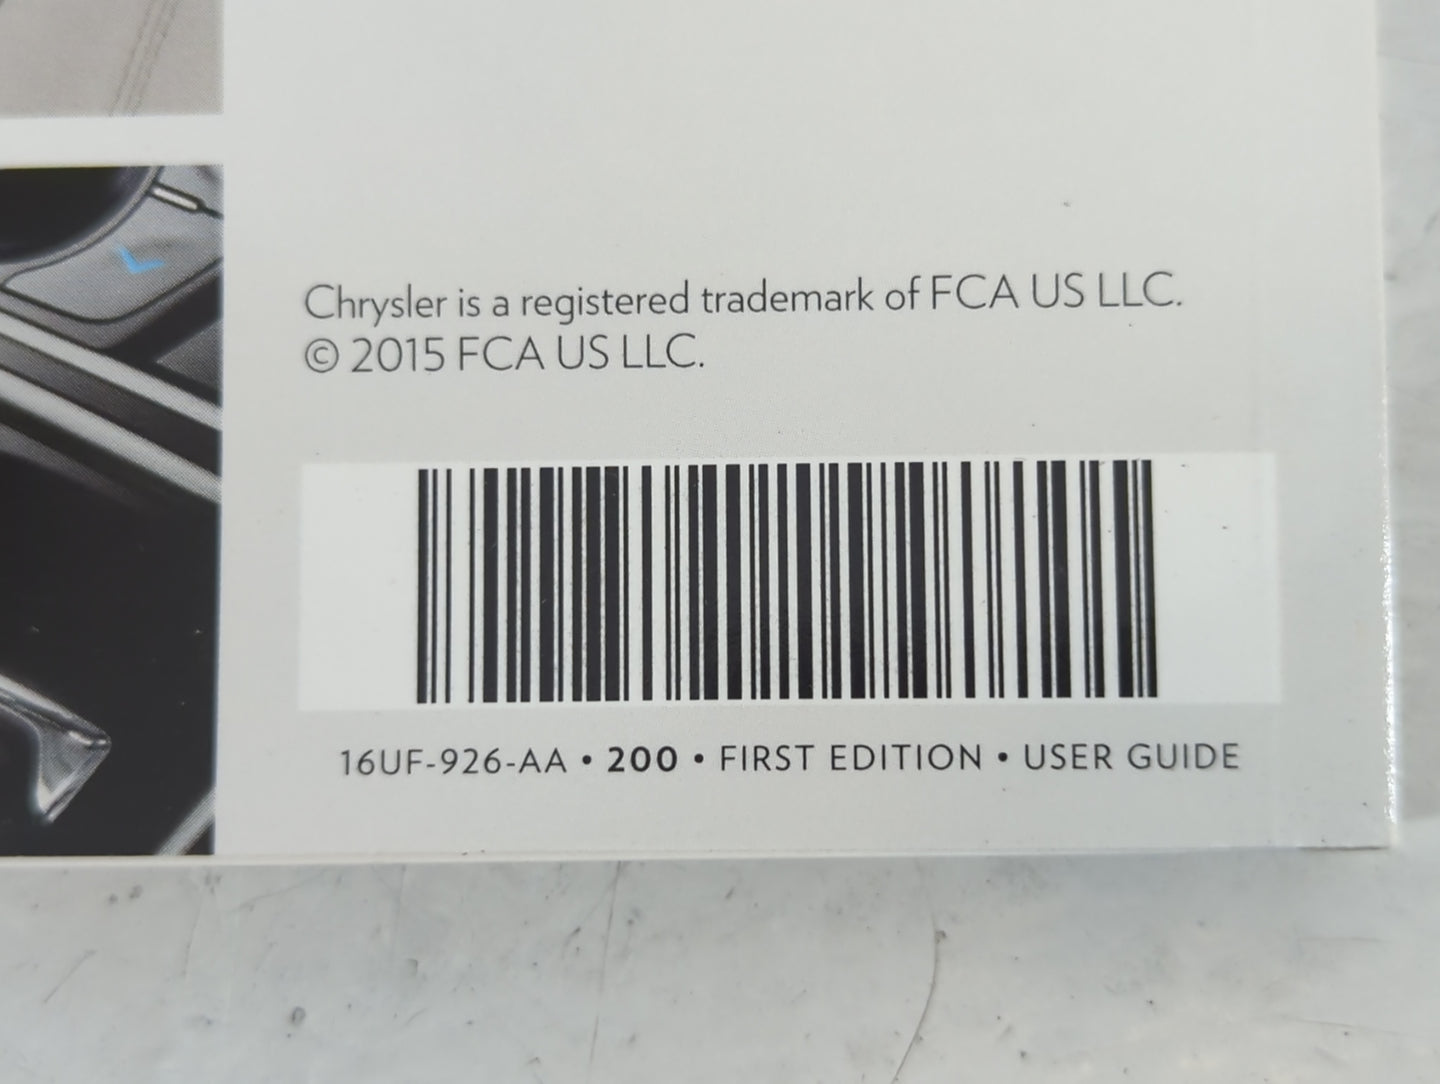 Chrysler is a registered trademark of FCA US LLC.
© 2015 FCA US LLC.
16UF-926-AA • 200 • FIRST EDITION • USER GUIDE